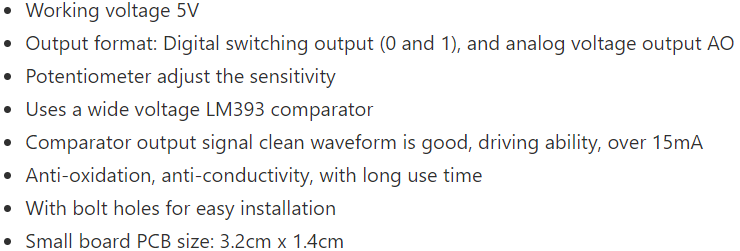 • Working voltage 5V
• Output format: Digital switching output (0 and 1), and analog voltage output AO
• Potentiometer adjust the sensitivity
• Uses a wide voltage LM393 comparator
• Comparator output signal clean waveform is good, driving ability, over 15mA
• Anti-oxidation, anti-conductivity, with long use time
• With bolt holes for easy installation
• Small board PCB size: 3.2cm x 1.4cm